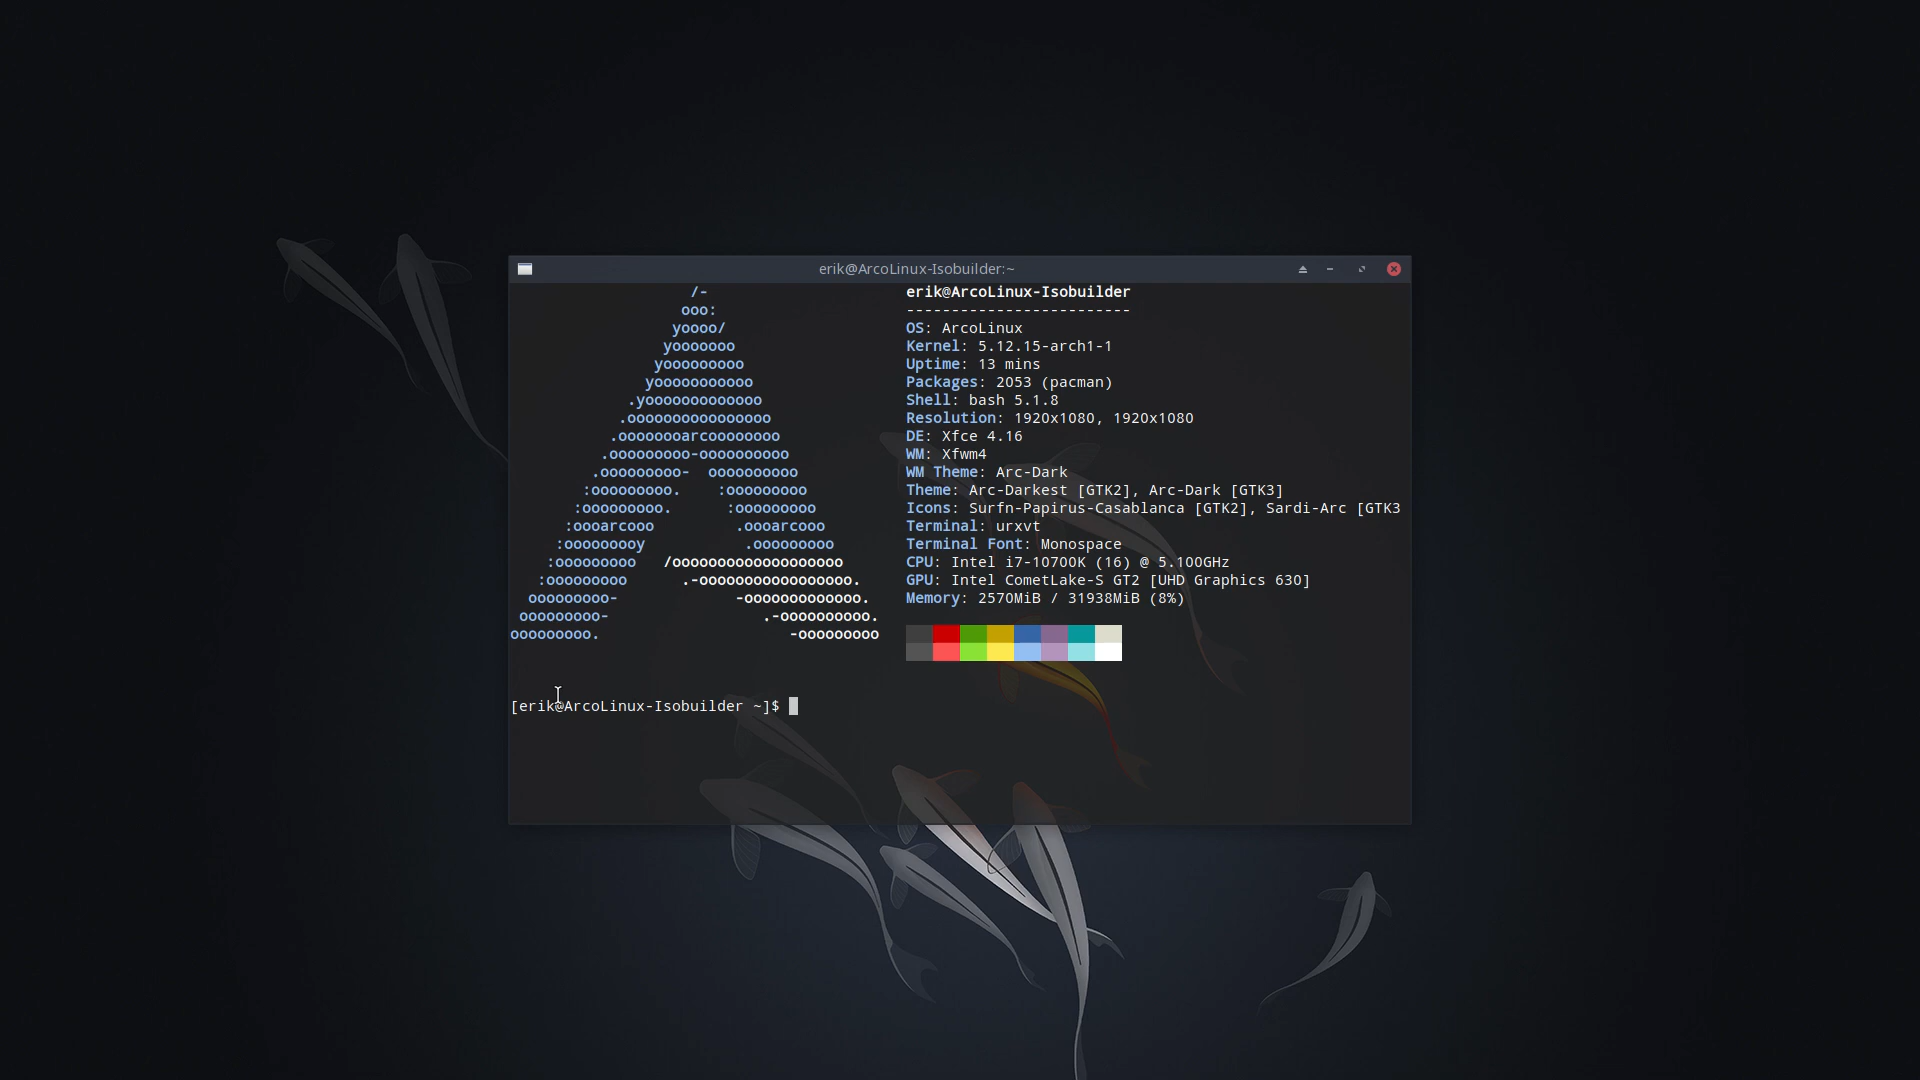 erik@ArcoLinux-Isobuilder:~
/-
ooo:
yoooo/
yooooooo
yooooooooo
yooooooooooo
.yooooooooooooo
.oooooooooooooooo
.oooooooarcoooooooo
.ooooooooo-oooooooooo
.ooooooooo-  oooooooooo
:ooooooooo.    :ooooooooo
:ooooooooo.      :ooooooooo
:oooarcooo         .oooarcooo
:ooooooooy           .ooooooooo
:ooooooooo   /ooooooooooooooooooo
:ooooooooo      .-ooooooooooooooooo.
ooooooooo-             -ooooooooooooo.
ooooooooo-                 .-oooooooooo.
ooooooooo.                     -ooooooooo
erik@ArcoLinux-Isobuilder
-------------------------
OS: ArcoLinux
Kernel: 5.12.15-arch1-1
Uptime: 13 mins
Packages: 2053 (pacman)
Shell: bash 5.1.8
Resolution: 1920x1080, 1920x1080
DE: Xfce 4.16
WM: Xfwm4
WM Theme: Arc-Dark
Theme: Arc-Darkest [GTK2], Arc-Dark [GTK3]
Icons: Surfn-Papirus-Casablanca [GTK2], Sardi-Arc [GTK3
Terminal: urxvt
Terminal Font: Monospace
CPU: Intel i7-10700K (16) @ 5.100GHz
GPU: Intel CometLake-S GT2 [UHD Graphics 630]
Memory: 2570MiB / 31938MiB (8%)
[erik@ArcoLinux-Isobuilder ~]$